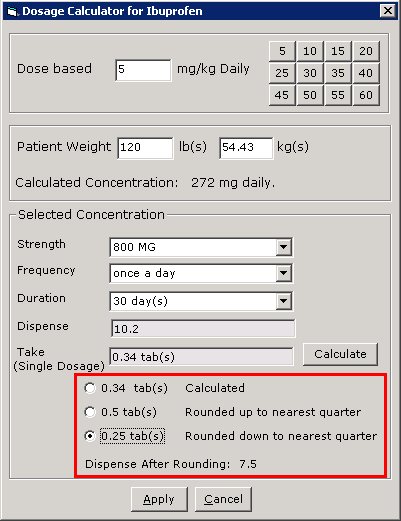 Dosage Calculator for Ibuprofen
Dose based 5 mg/kg Daily
5 10 15 20
25 30 35 40
45 50 55 60
Patient Weight 120 lb(s) 54.43 kg(s)
Calculated Concentration: 272 mg daily.
Selected Concentration
Strength 800 MG
Frequency once a day
Duration 30 day(s)
Dispense 10.2
Take
(Single Dosage) 0.34 tab(s) Calculate
0.34 tab(s) Calculated
0.5 tab(s) Rounded up to nearest quarter
0.25 tab(s) Rounded down to nearest quarter
Dispense After Rounding: 7.5
Apply Cancel